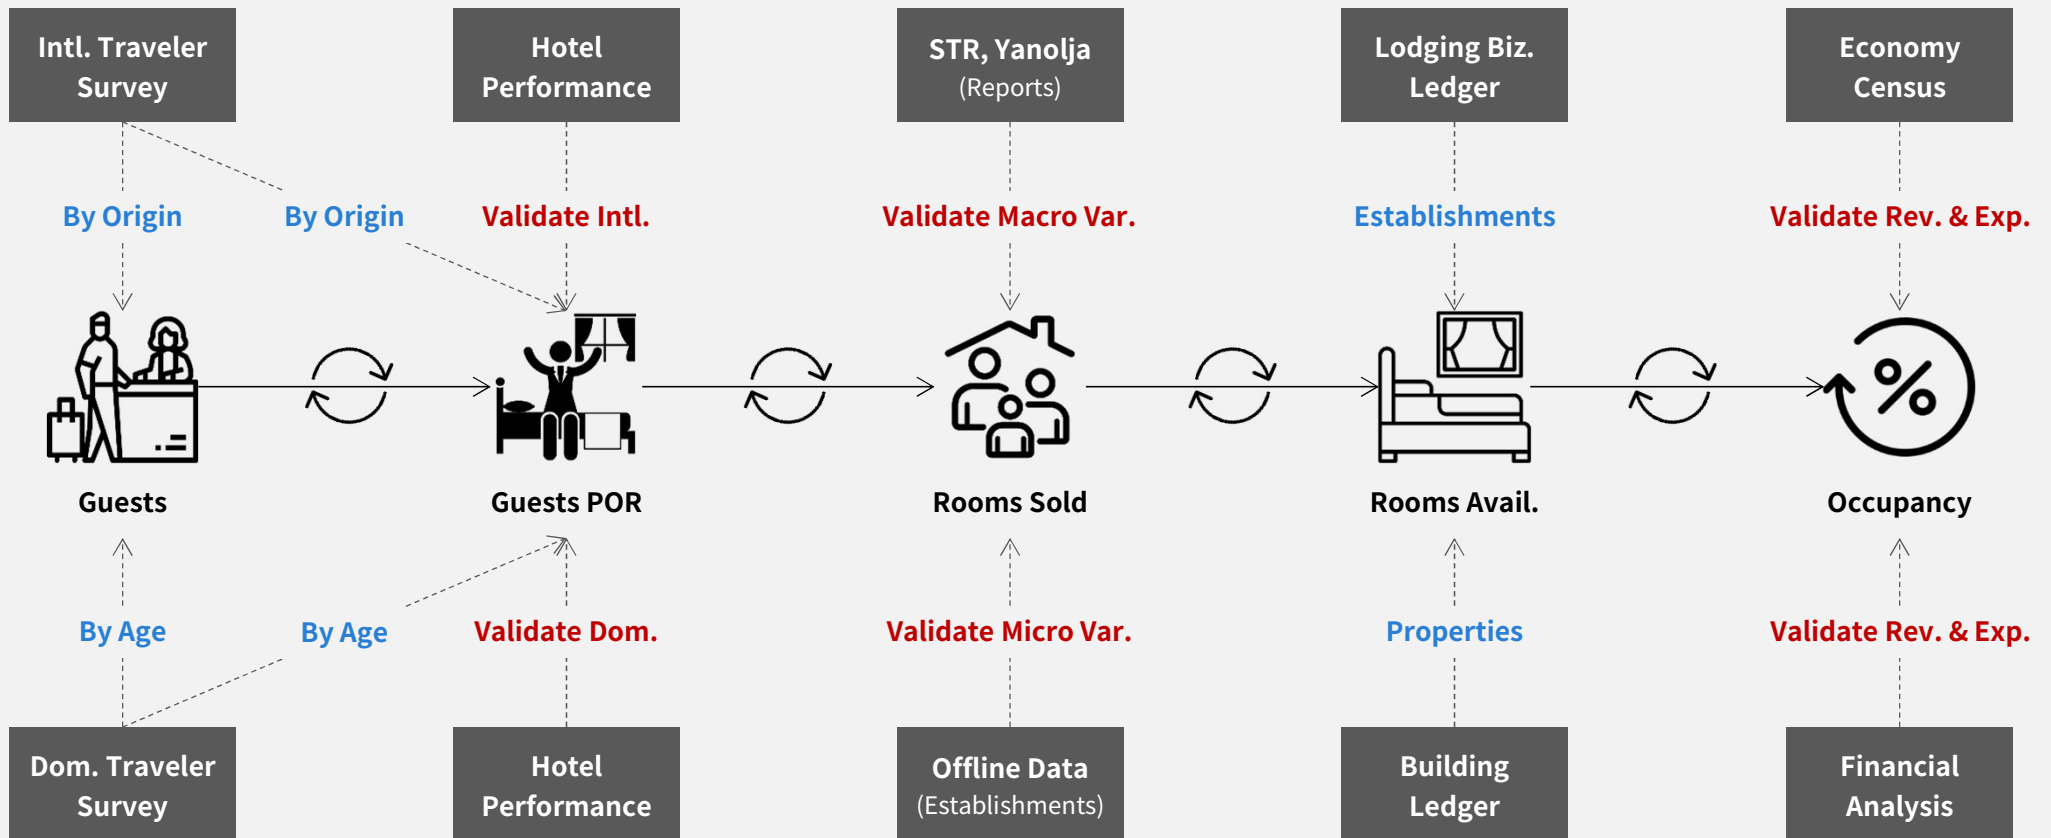 Intl. Traveler
Survey
Hotel
Performance
STR, Yanolja
(Reports)
Lodging Biz.
Ledger
Economy
Census
By Origin
By Origin
Validate Intl.
Validate Macro Var.
Establishments
Validate Rev. & Exp.
Guests
Guests POR
Rooms Sold
Rooms Avail.
Occupancy
By Age
By Age
Validate Dom.
Validate Micro Var.
Properties
Validate Rev. & Exp.
Dom. Traveler
Survey
Hotel
Performance
Offline Data
(Establishments)
Building
Ledger
Financial
Analysis